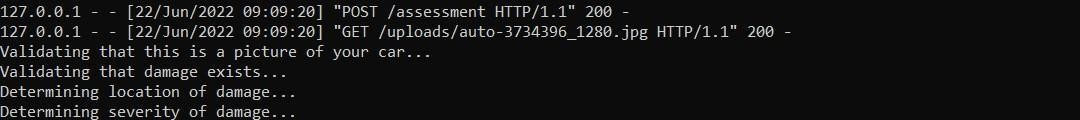 127.0.0.1 - - [22/Jun/2022 09:09:20] "POST /assessment HTTP/1.1" 200 -
127.0.0.1 - - [22/Jun/2022 09:09:20] "GET /uploads/auto-3734396_1280.jpg HTTP/1.1" 200 -
Validating that this is a picture of your car...
Validating that damage exists...
Determining location of damage...
Determining severity of damage...